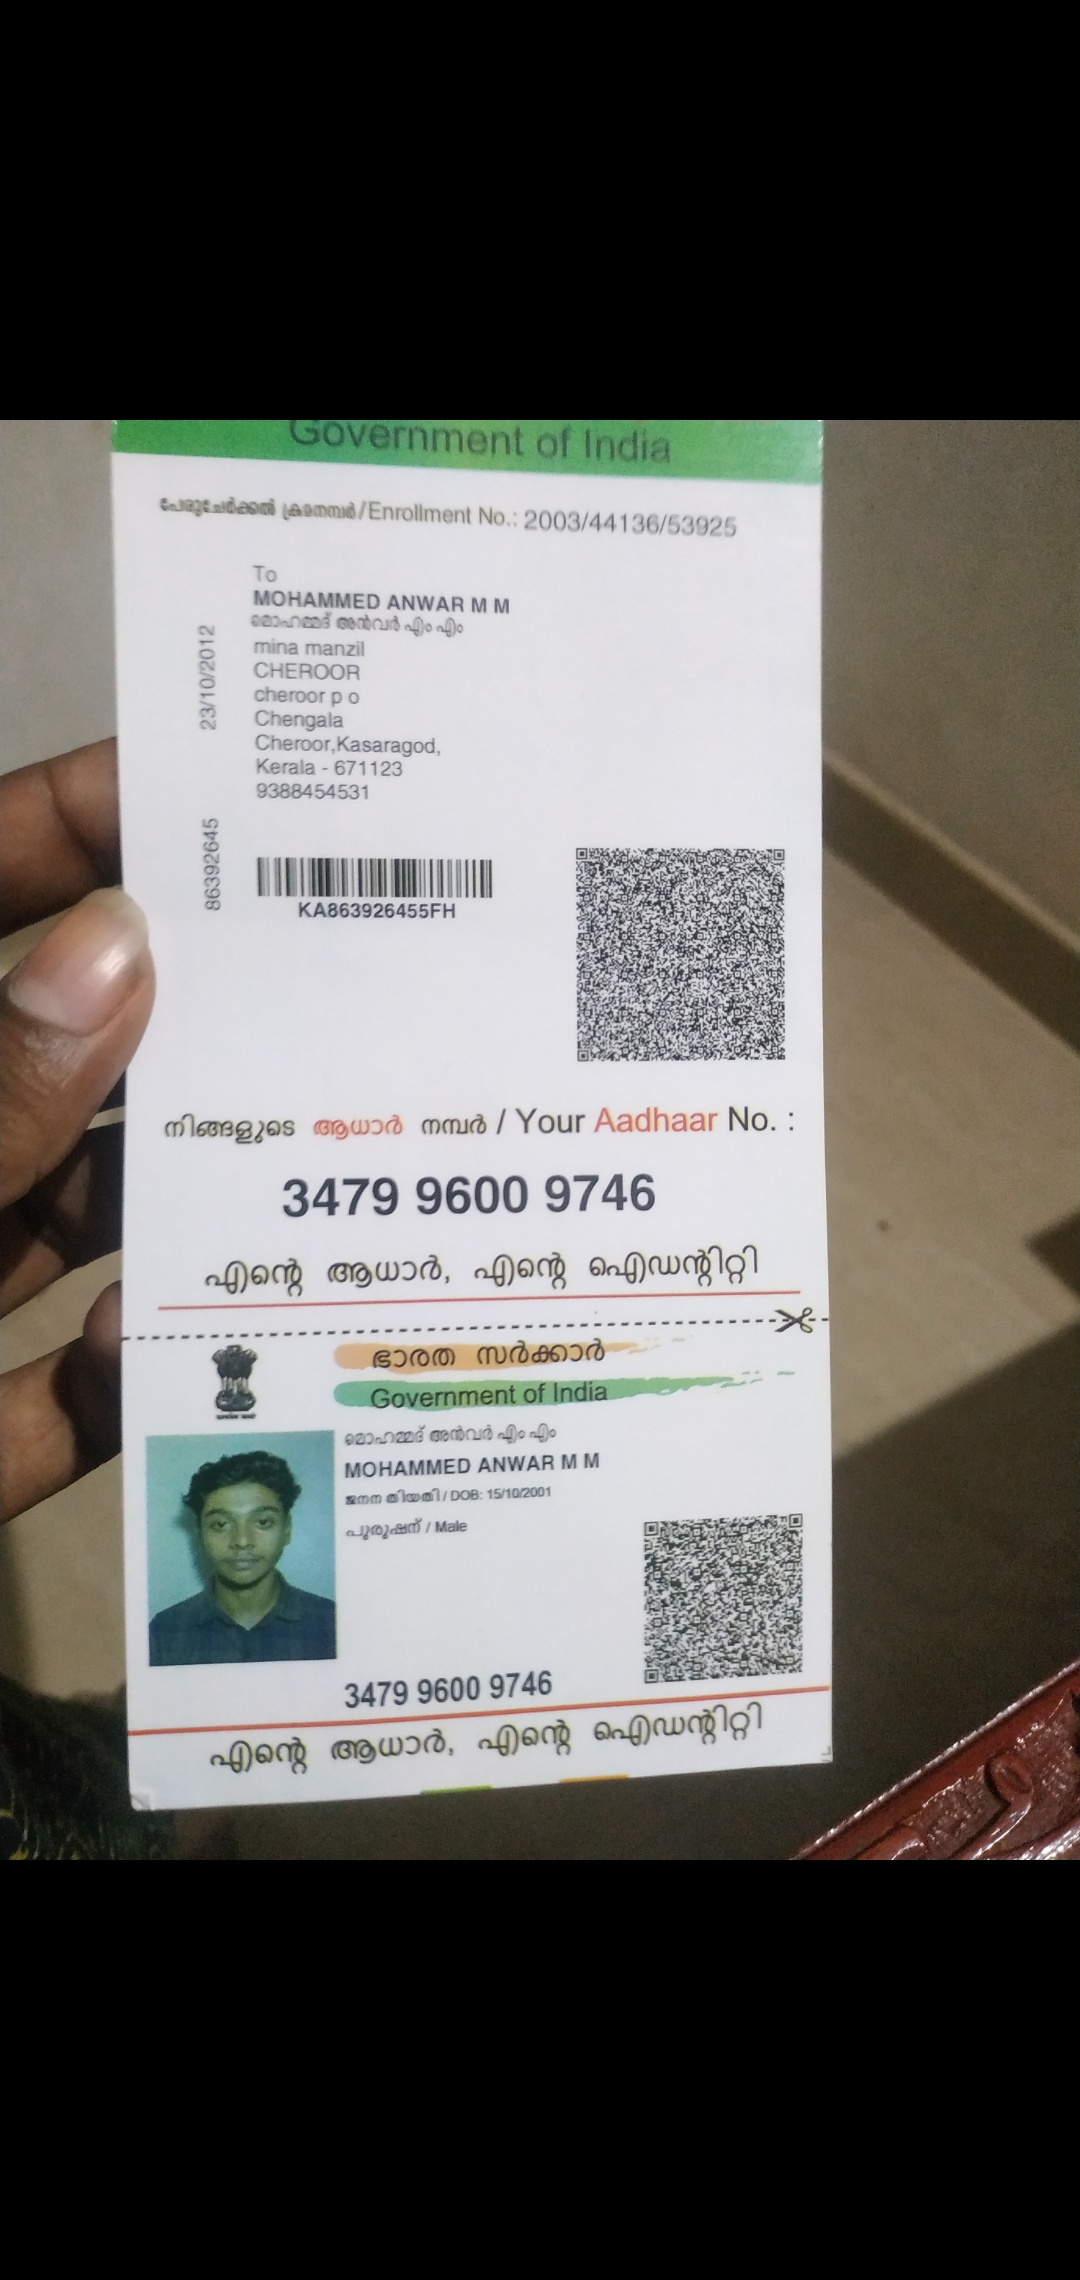 Government of India
പേരുചേർക്കൽ ക്രമനമ്പർ/Enrollment No.: 2003/44136/53925
To
MOHAMMED ANWAR M M
മൊഹമ്മദ് അൻവർ എം എം
mina manzil
CHEROOR
cheroor p o
Chengala
Cheroor,Kasaragod,
Kerala - 671123
9388454531
23/10/2012
86392645
KA863926455FH
നിങ്ങളുടെ ആധാർ നമ്പർ / Your Aadhaar No. :
3479 9600 9746
എന്റെ ആധാർ, എന്റെ ഐഡന്റിറ്റി
ഭാരത സർക്കാർ
Government of India
മൊഹമ്മദ് അൻവർ എം എം
MOHAMMED ANWAR M M
ജനന തിയതി / DOB: 15/10/2001
പുരുഷന് / Male
3479 9600 9746
എന്റെ ആധാർ, എന്റെ ഐഡന്റിറ്റി